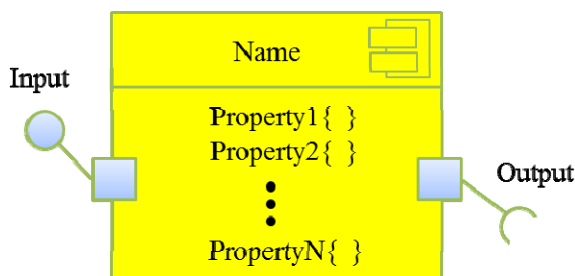 Name
Input
Property1{ }
Property2{ }
Output
PropertyN{ }